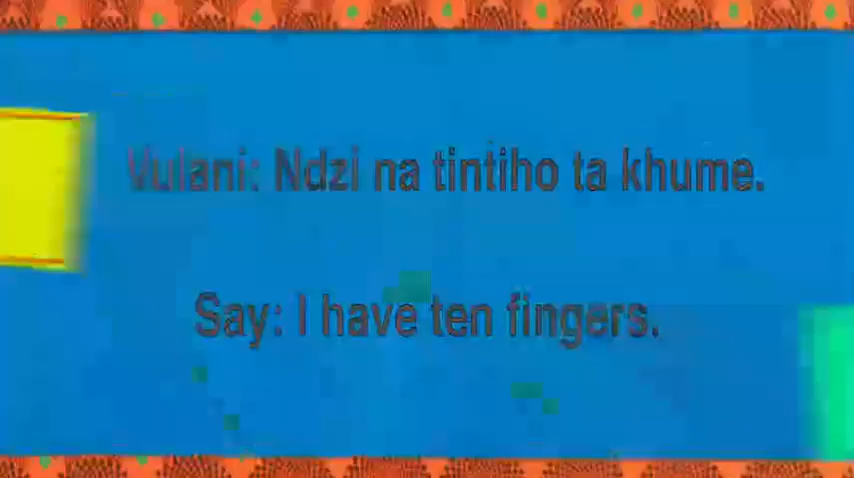 Vulani: Ndzi na tintiho ta khume.
Say: I have ten fingers.